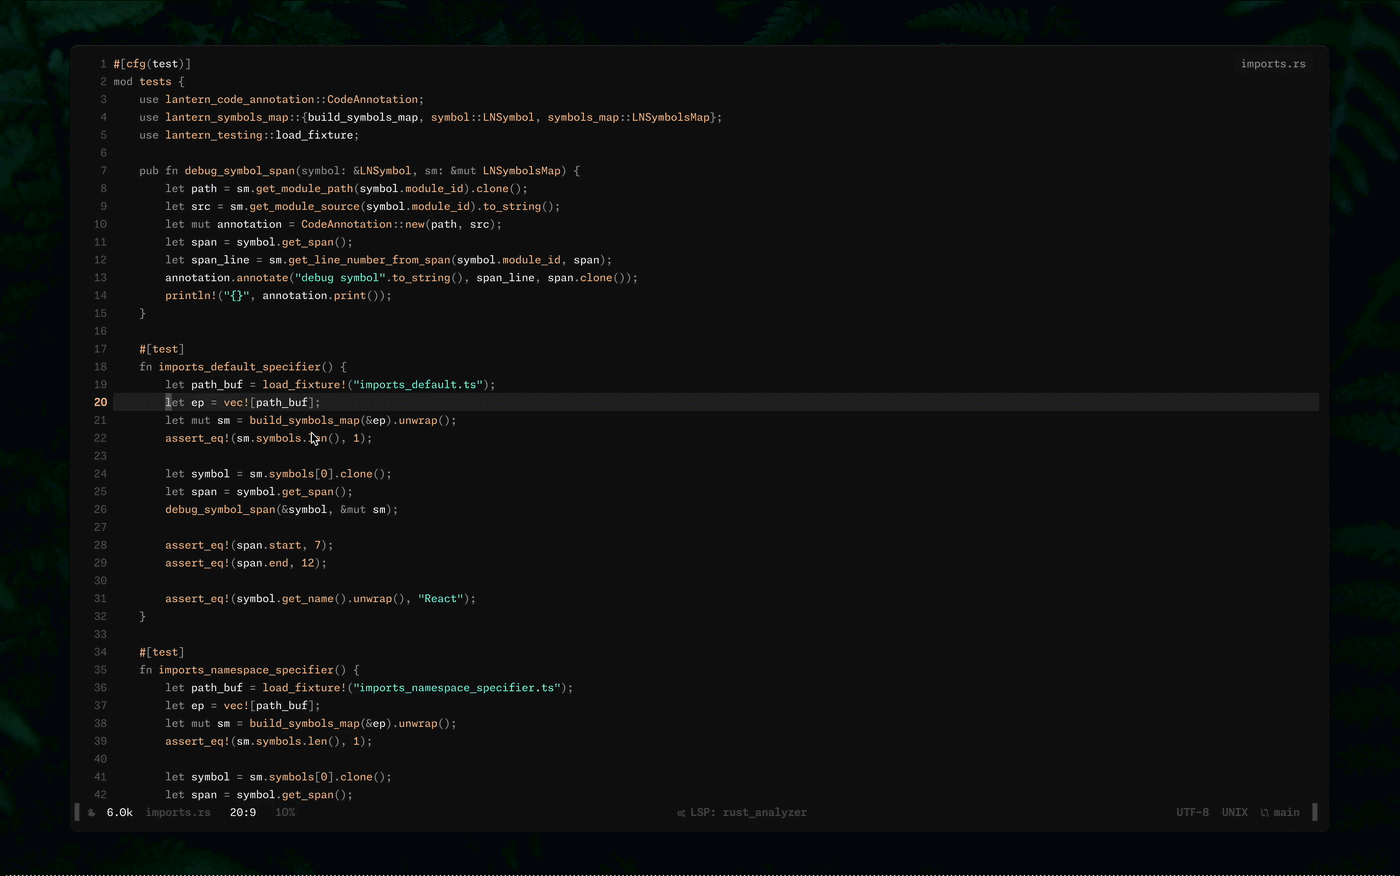 imports.rs
1 #[cfg(test)]
2 mod tests {
3     use lantern_code_annotation::CodeAnnotation;
4     use lantern_symbols_map::{build_symbols_map, symbol::LNSymbol, symbols_map::LNSymbolsMap};
5     use lantern_testing::load_fixture;
6
7     pub fn debug_symbol_span(symbol: &LNSymbol, sm: &mut LNSymbolsMap) {
8         let path = sm.get_module_path(symbol.module_id).clone();
9         let src = sm.get_module_source(symbol.module_id).to_string();
10         let mut annotation = CodeAnnotation::new(path, src);
11         let span = symbol.get_span();
12         let span_line = sm.get_line_number_from_span(symbol.module_id, span);
13         annotation.annotate("debug symbol".to_string(), span_line, span.clone());
14         println!("{}", annotation.print());
15     }
16
17     #[test]
18     fn imports_default_specifier() {
19         let path_buf = load_fixture!("imports_default.ts");
20         let ep = vec![path_buf];
21         let mut sm = build_symbols_map(&ep).unwrap();
22         assert_eq!(sm.symbols.len(), 1);
23
24         let symbol = sm.symbols[0].clone();
25         let span = symbol.get_span();
26         debug_symbol_span(&symbol, &mut sm);
27
28         assert_eq!(span.start, 7);
29         assert_eq!(span.end, 12);
30
31         assert_eq!(symbol.get_name().unwrap(), "React");
32     }
33
34     #[test]
35     fn imports_namespace_specifier() {
36         let path_buf = load_fixture!("imports_namespace_specifier.ts");
37         let ep = vec![path_buf];
38         let mut sm = build_symbols_map(&ep).unwrap();
39         assert_eq!(sm.symbols.len(), 1);
40
41         let symbol = sm.symbols[0].clone();
42         let span = symbol.get_span();
6.0k imports.rs 20:9 10% LSP: rust_analyzer UTF-8 UNIX main